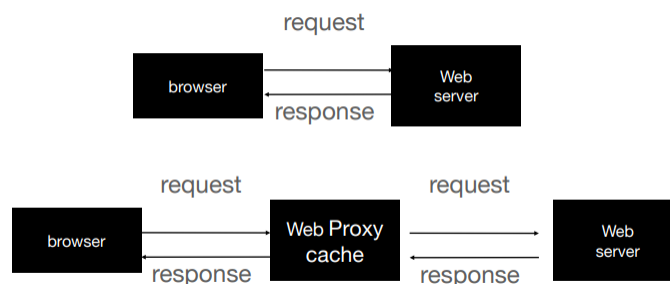 request
browser
Web
server
response
request
request
browser
Web Proxy
cache
Web
server
response
response